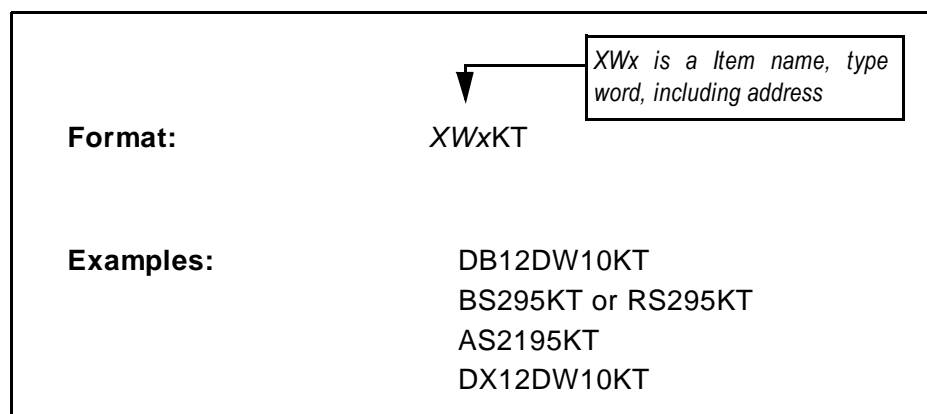 XWx is a Item name, type
word, including address
Format: XWxKT
Examples: DB12DW10KT
BS295KT or RS295KT
AS2195KT
DX12DW10KT